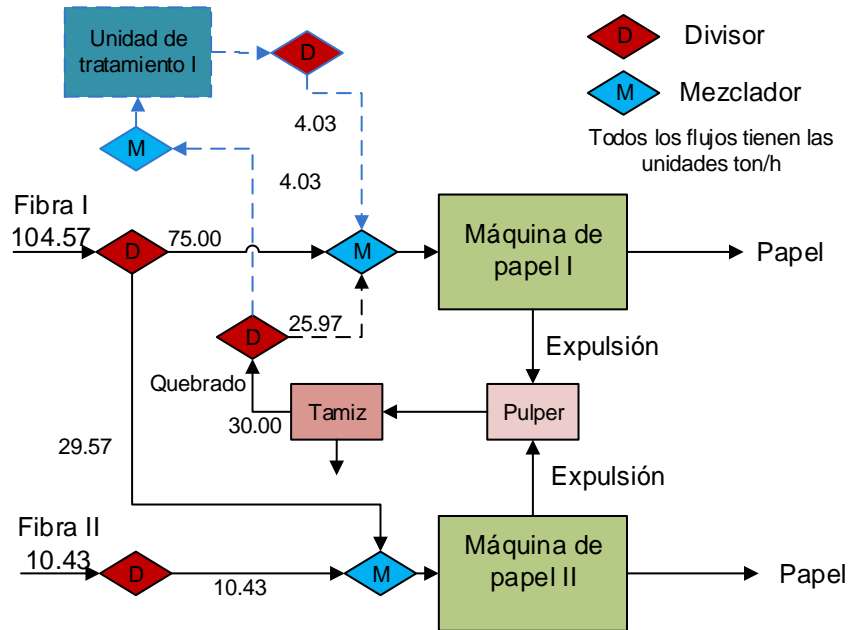 Unidad de
tratamiento I
D
Divisor
M
Mezclador
Todos los flujos tienen las
unidades ton/h
4.03
M
4.03
Fibra I
104.57
D
75.00
M
Máquina de
papel I
Papel
D
25.97
Expulsión
Quebrado
30.00
Tamiz
Pulper
29.57
Expulsión
Fibra II
10.43
D
10.43
M
Máquina de
papel II
Papel
D